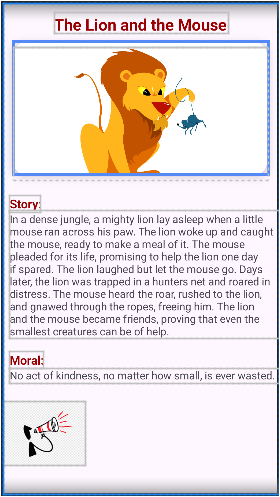 The Lion and the Mouse
Story:
In a dense jungle, a mighty lion lay asleep when a little
mouse ran across his paw. The lion woke up and caught
the mouse, ready to make a meal of it. The mouse
pleaded for its life, promising to help the lion one day
if spared. The lion laughed but let the mouse go. Days
later, the lion was trapped in a hunters net and roared in
distress. The mouse heard the roar, rushed to the lion,
and gnawed through the ropes, freeing him. The lion
and the mouse became friends, proving that even the
smallest creatures can be of help.
Moral:
No act of kindness, no matter how small, is ever wasted.